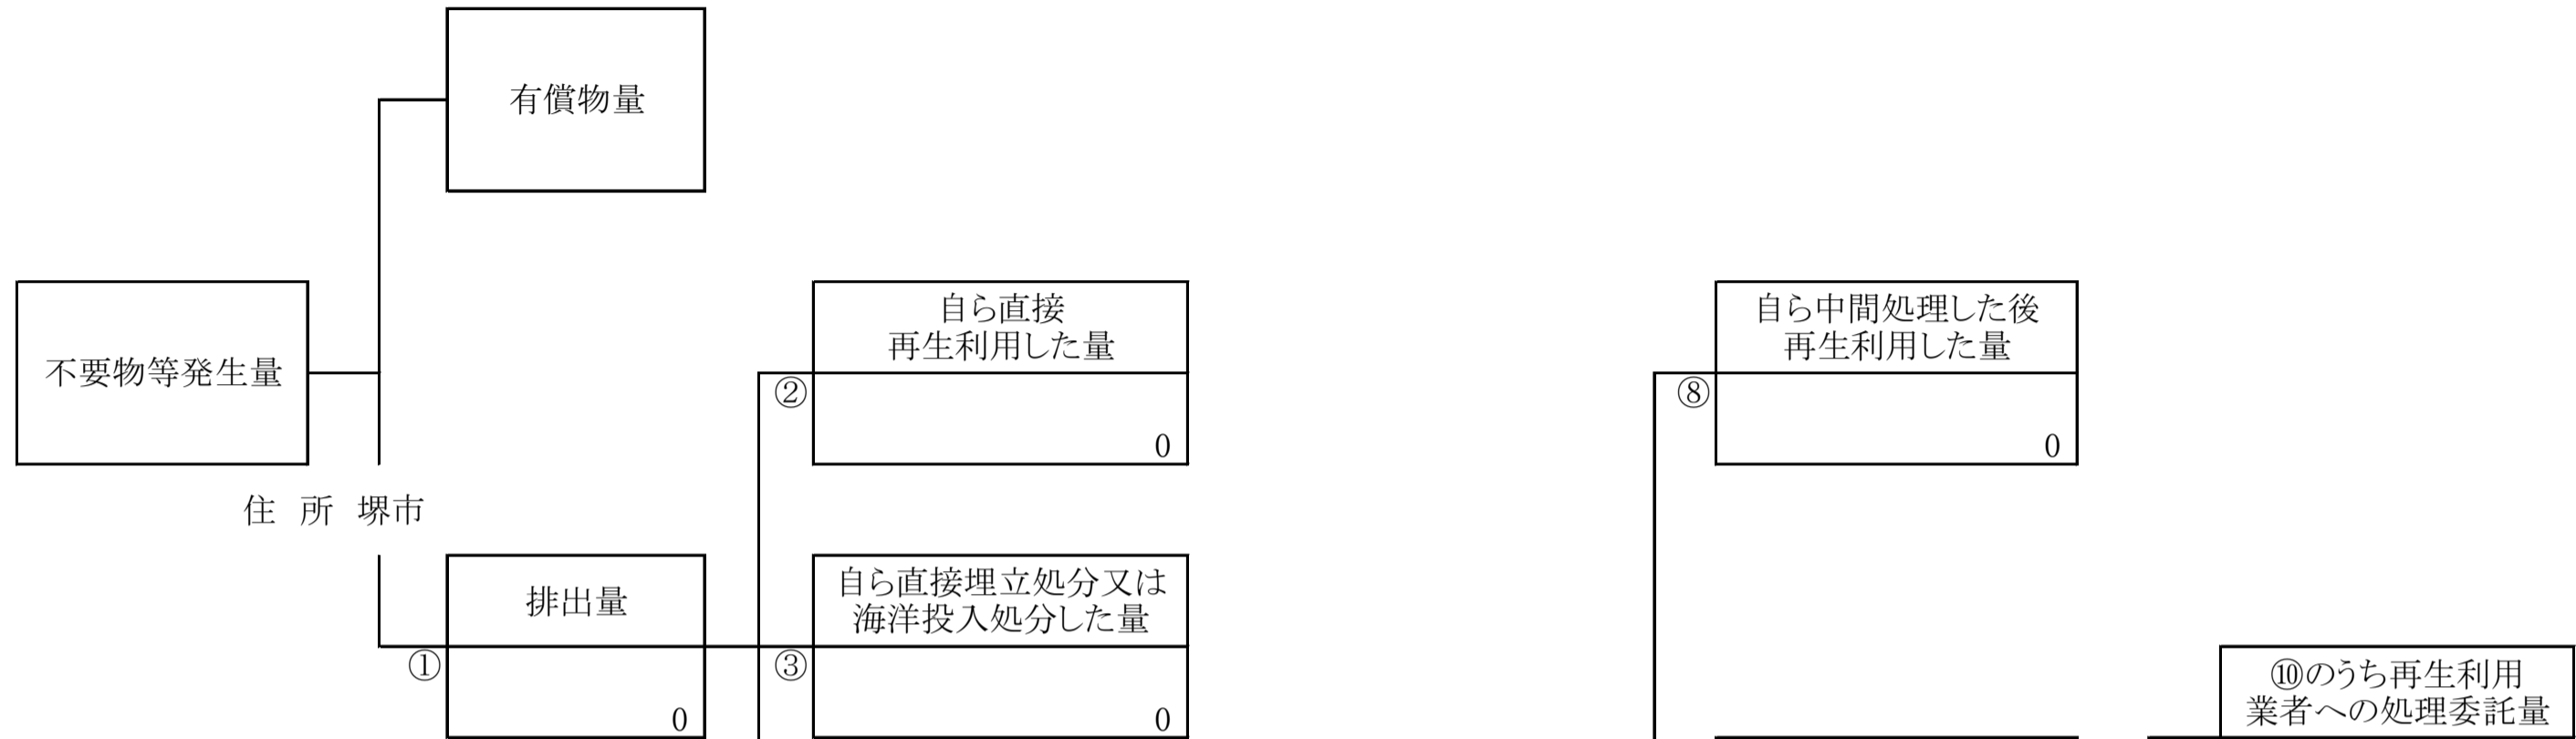 有償物量
不要物等発生量
自ら直接
再生利用した量
②
0
自ら中間処理した後
再生利用した量
⑧
0
住 所 堺市
排出量
①
0
自ら直接埋立処分又は
海洋投入処分した量
③
0
⑩のうち再生利用
業者への処理委託量